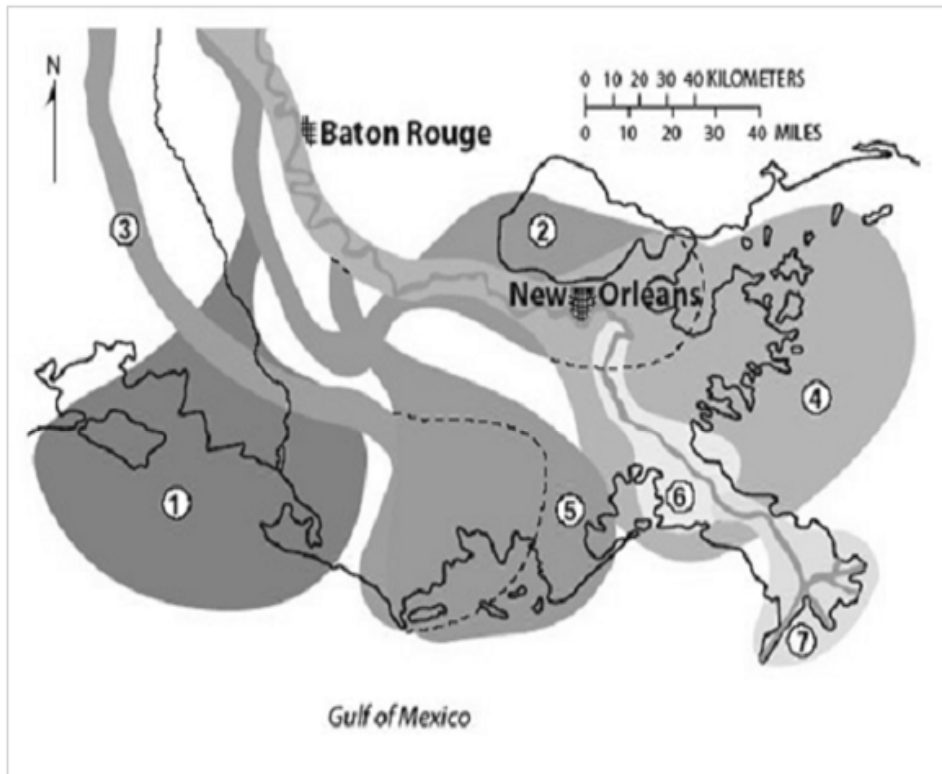 N
0 10 20 30 40 KILOMETERS
0 10 20 30 40 MILES
Baton Rouge
3
2
New Orleans
4
1
5
6
7
Gulf of Mexico